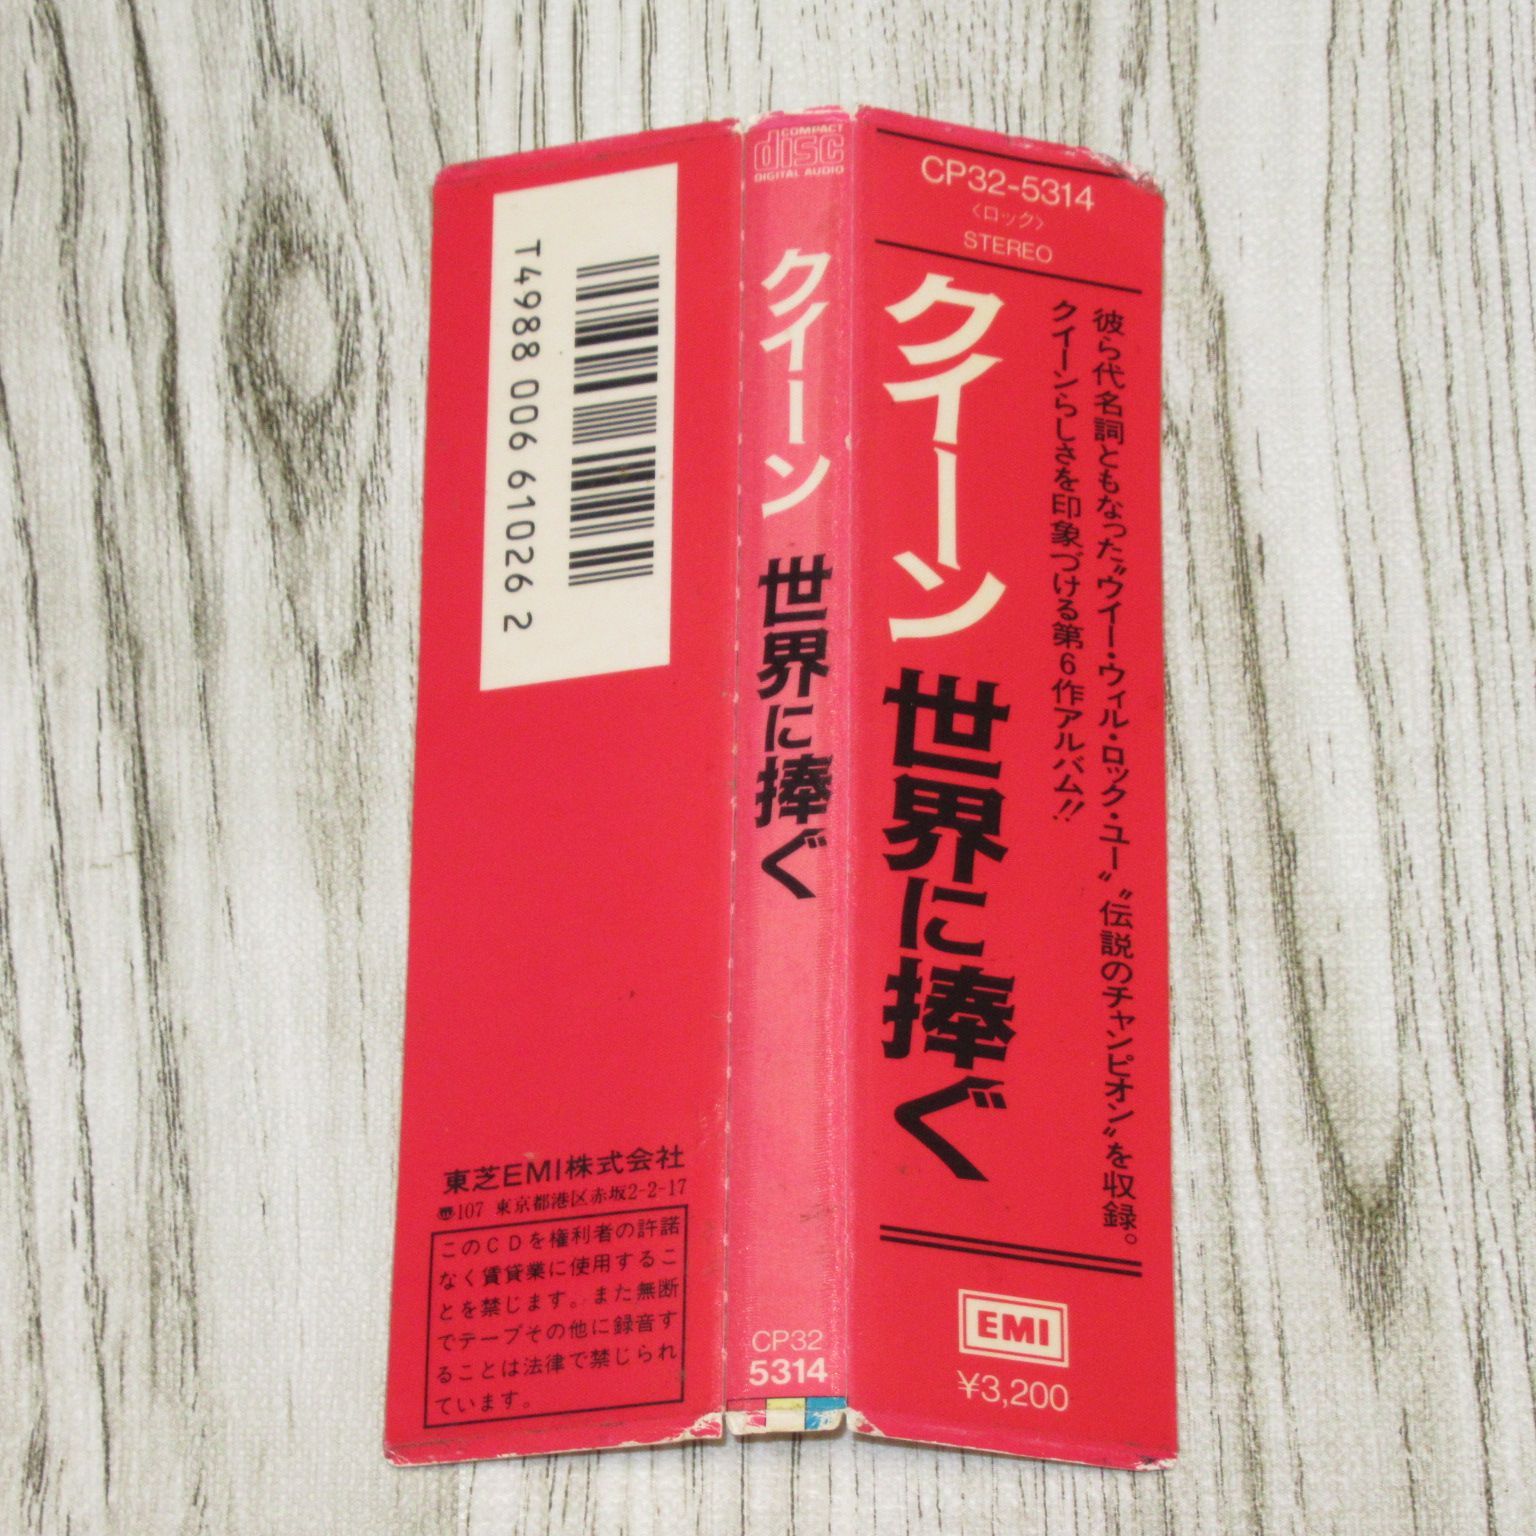 T4988 006 61026 2
東芝EMI株式会社
〒107 東京都港区赤坂2-2-17
このCDを権利者の許諾
なく賃貸業に使用するこ
とを禁じます。また無断
でテープその他に録音す
ることは法律で禁じられ
ています。
COMPACT
disc
DIGITAL AUDIO
クイーン 世界に捧ぐ
CP32
5314
CP32-5314
〈ロック〉
STEREO
彼ら代名詞ともなった“ウイー・ウィル・ロック・ユー” “伝説のチャンピオン”を収録。
クイーンらしさを印象づける第6作アルバム!!
クイーン 世界に捧ぐ
EMI
¥3,200